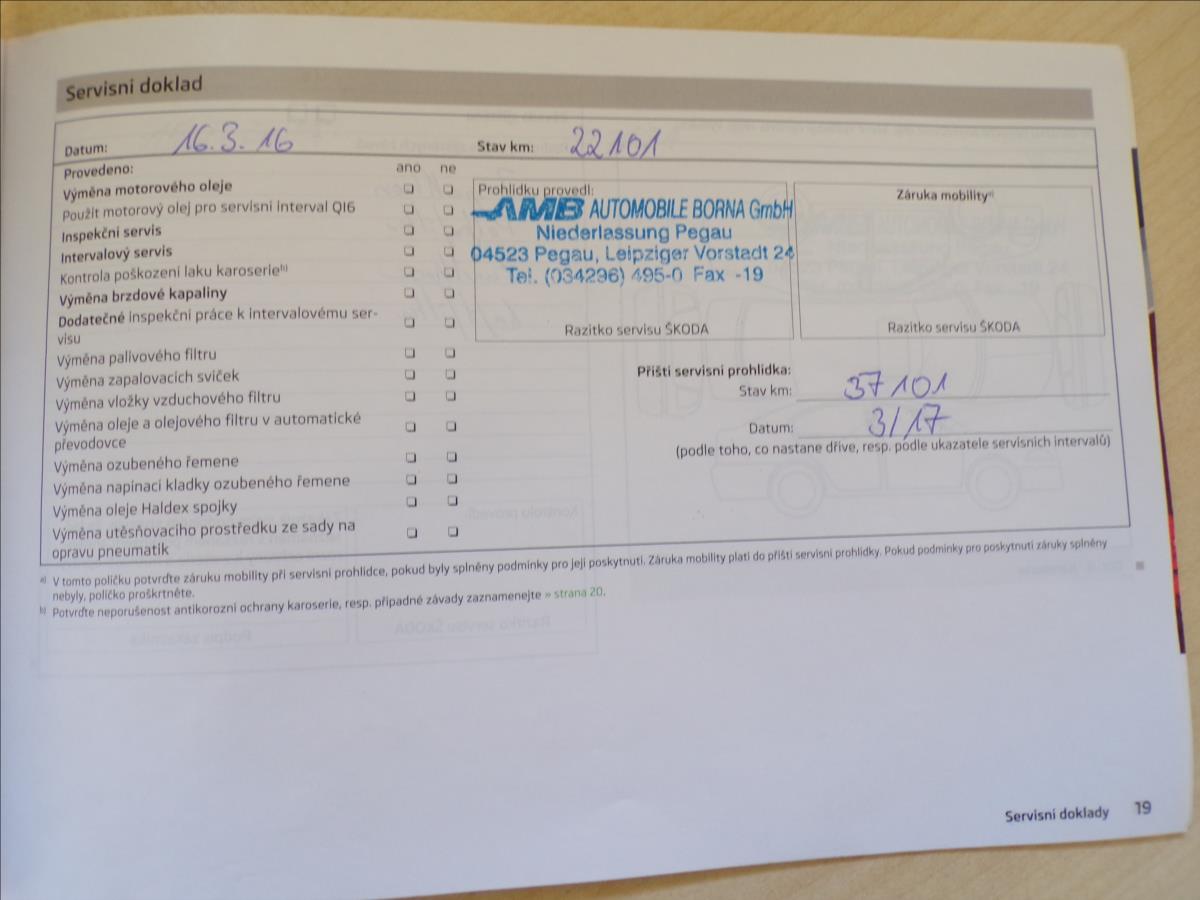 Servisní doklad
Datum: 16.3.16 Stav km: 22101
Provedeno: ano ne
Výměna motorového oleje
Použit motorový olej pro servisní interval QI6
Inspekční servis
Intervalový servis
Kontrola poškození laku karoserie b)
Výměna brzdové kapaliny
Dodatečné inspekční práce k intervalovému ser-
visu
Výměna palivového filtru
Výměna zapalovacích svíček
Výměna vložky vzduchového filtru
Výměna oleje a olejového filtru v automatické
převodovce
Výměna ozubeného řemene
Výměna napínací kladky ozubeného řemene
Výměna oleje Haldex spojky
Výměna utěsňovacího prostředku ze sady na
opravu pneumatik
Prohlídku provedl:
AMB AUTOMOBILE BORNA GmbH
Niederlassung Pegau
04523 Pegau, Leipziger Vorstadt 24
Tel. (034296) 495-0 Fax -19
Razítko servisu ŠKODA
Záruka mobility a)
Razítko servisu ŠKODA
Příští servisní prohlídka:
Stav km: 37101
Datum: 3/17
(podle toho, co nastane dříve, resp. podle ukazatele servisních intervalů)
a) V tomto políčku potvrďte záruku mobility při servisní prohlídce, pokud byly splněny podmínky pro její poskytnutí. Záruka mobility platí do příští servisní prohlídky. Pokud podmínky pro poskytnutí záruky splněny
nebyly, políčko proškrtněte.
b) Potvrďte neporušenost antikorozní ochrany karoserie, resp. případné závady zaznamenejte » strana 20.
Servisní doklady 19